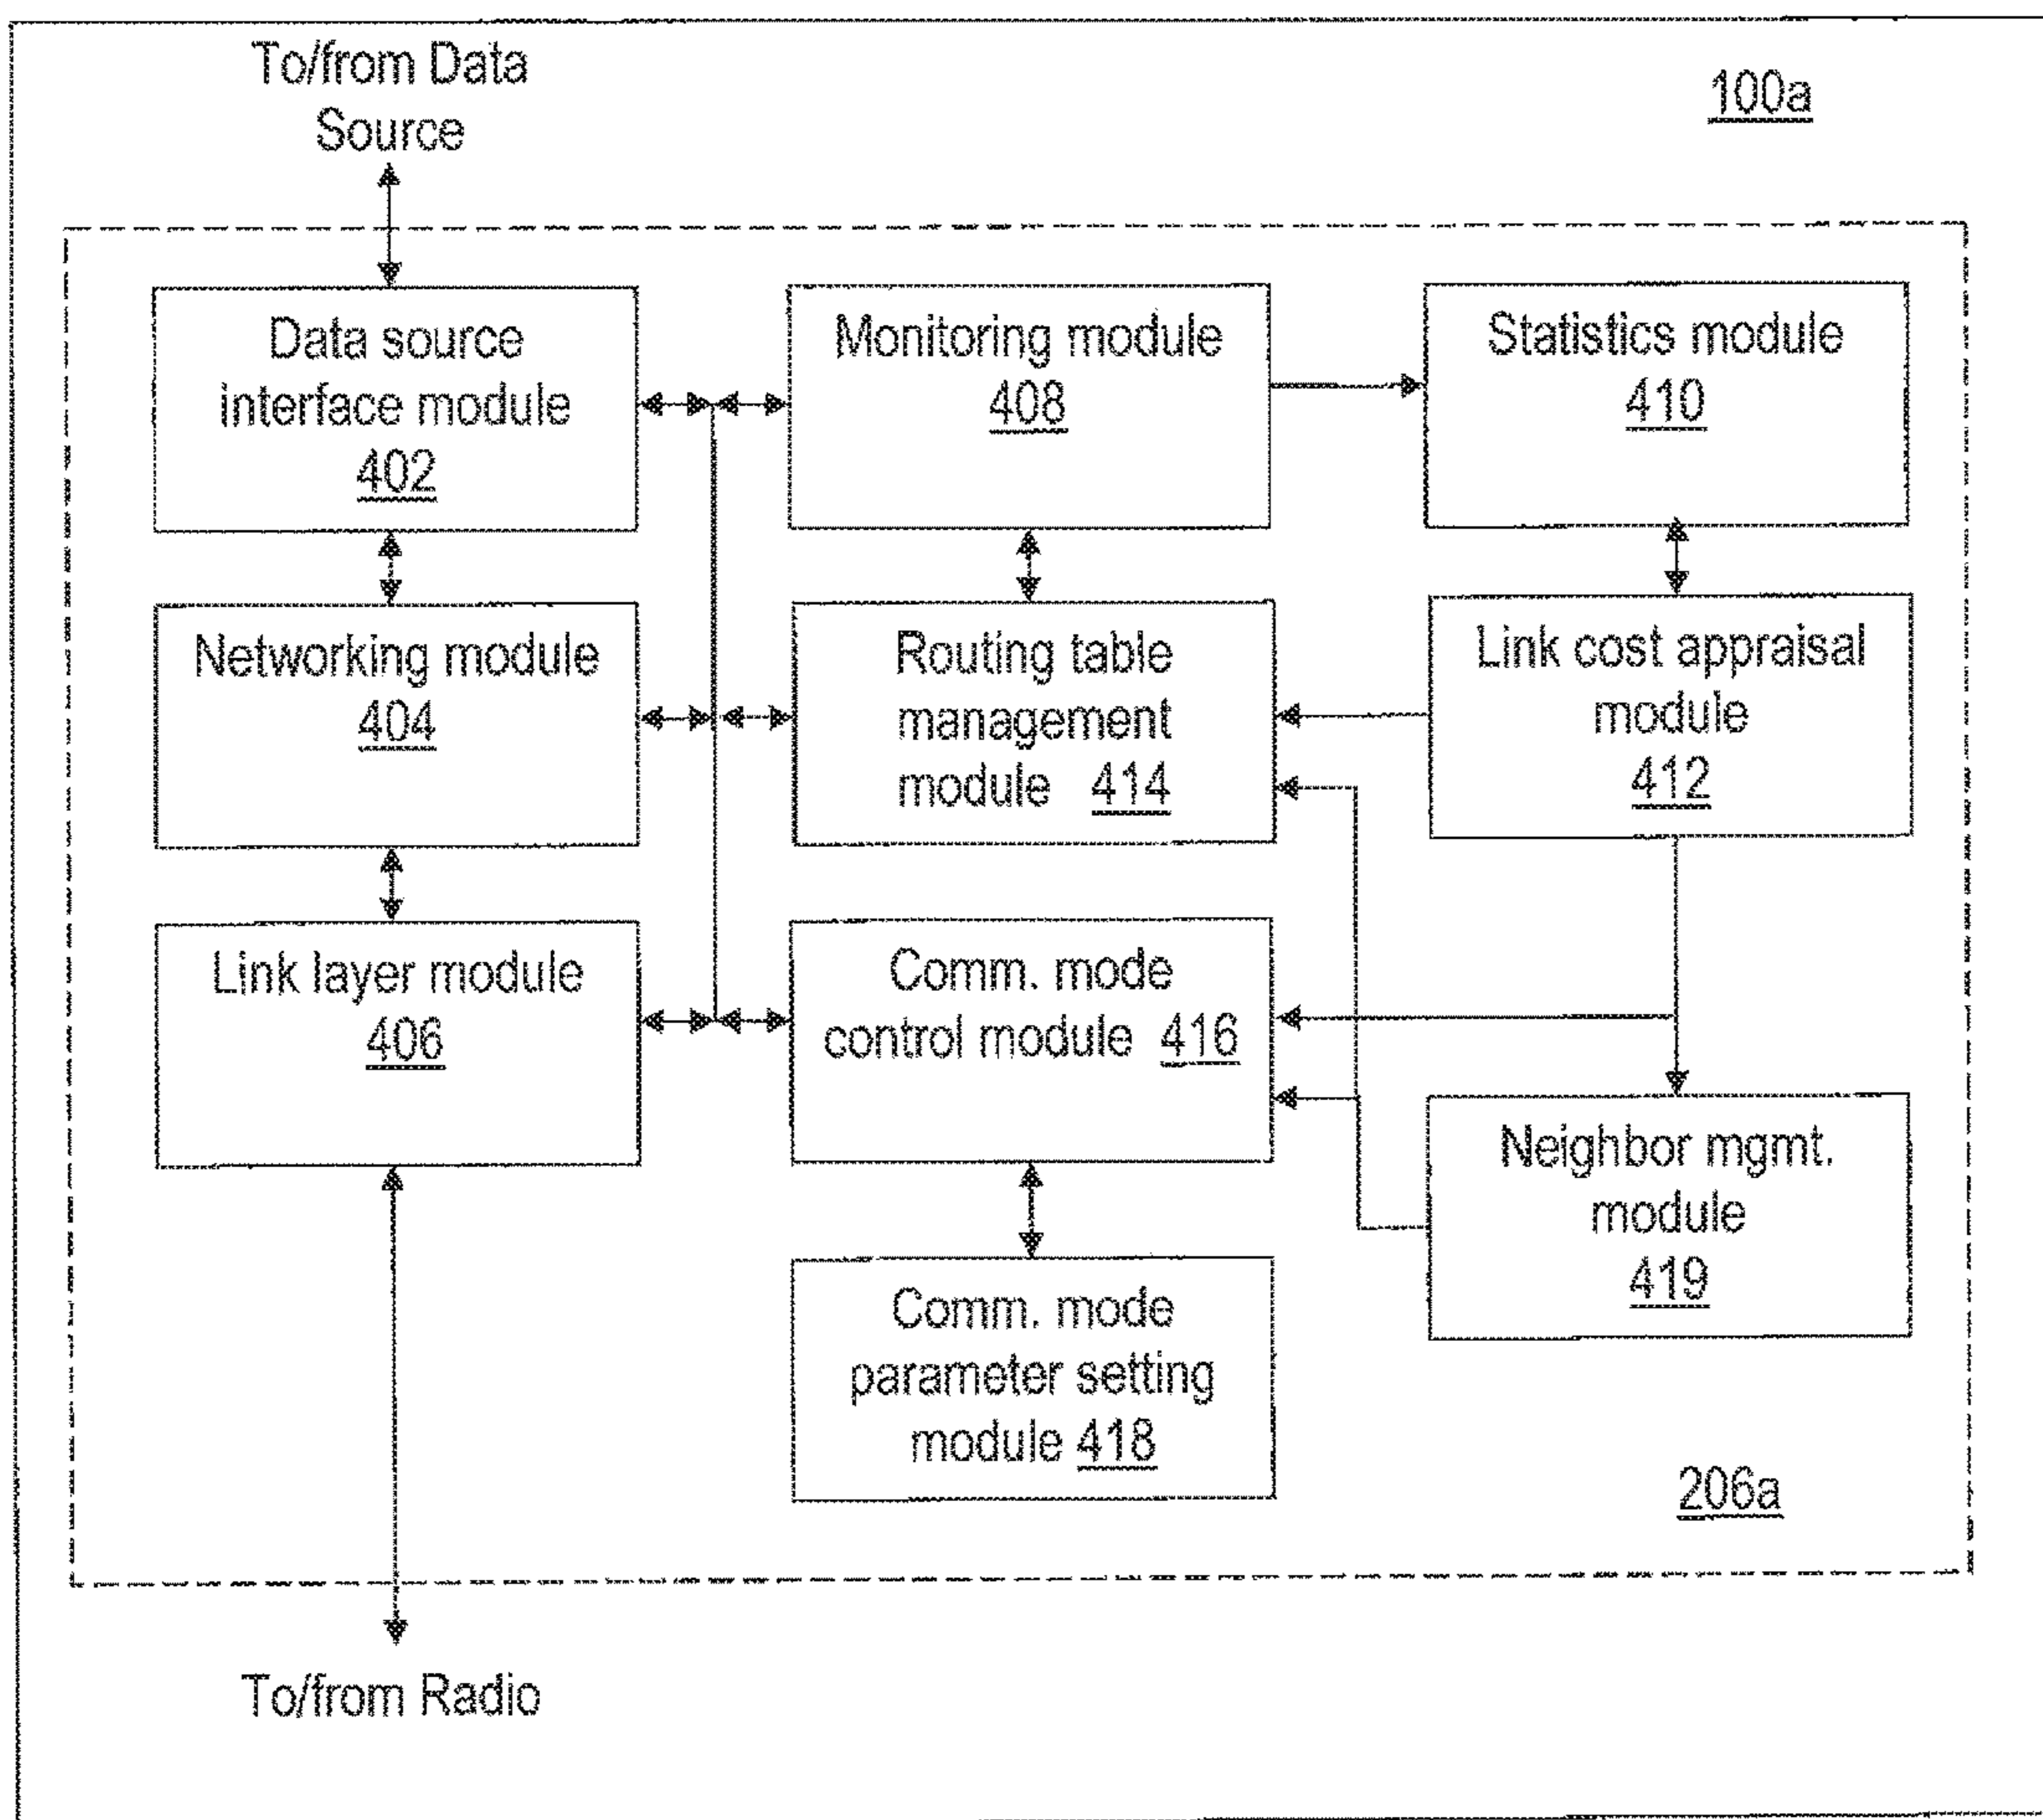 To/from Data
Source
100a
Data source
interface module
402
Monitoring module
408
Statistics module
410
Networking module
404
Routing table
management
module 414
Link cost appraisal
module
412
Link layer module
406
Comm. mode
control module 416
Neighbor mgmt.
module
419
Comm. mode
parameter setting
module 418
206a
To/from Radio